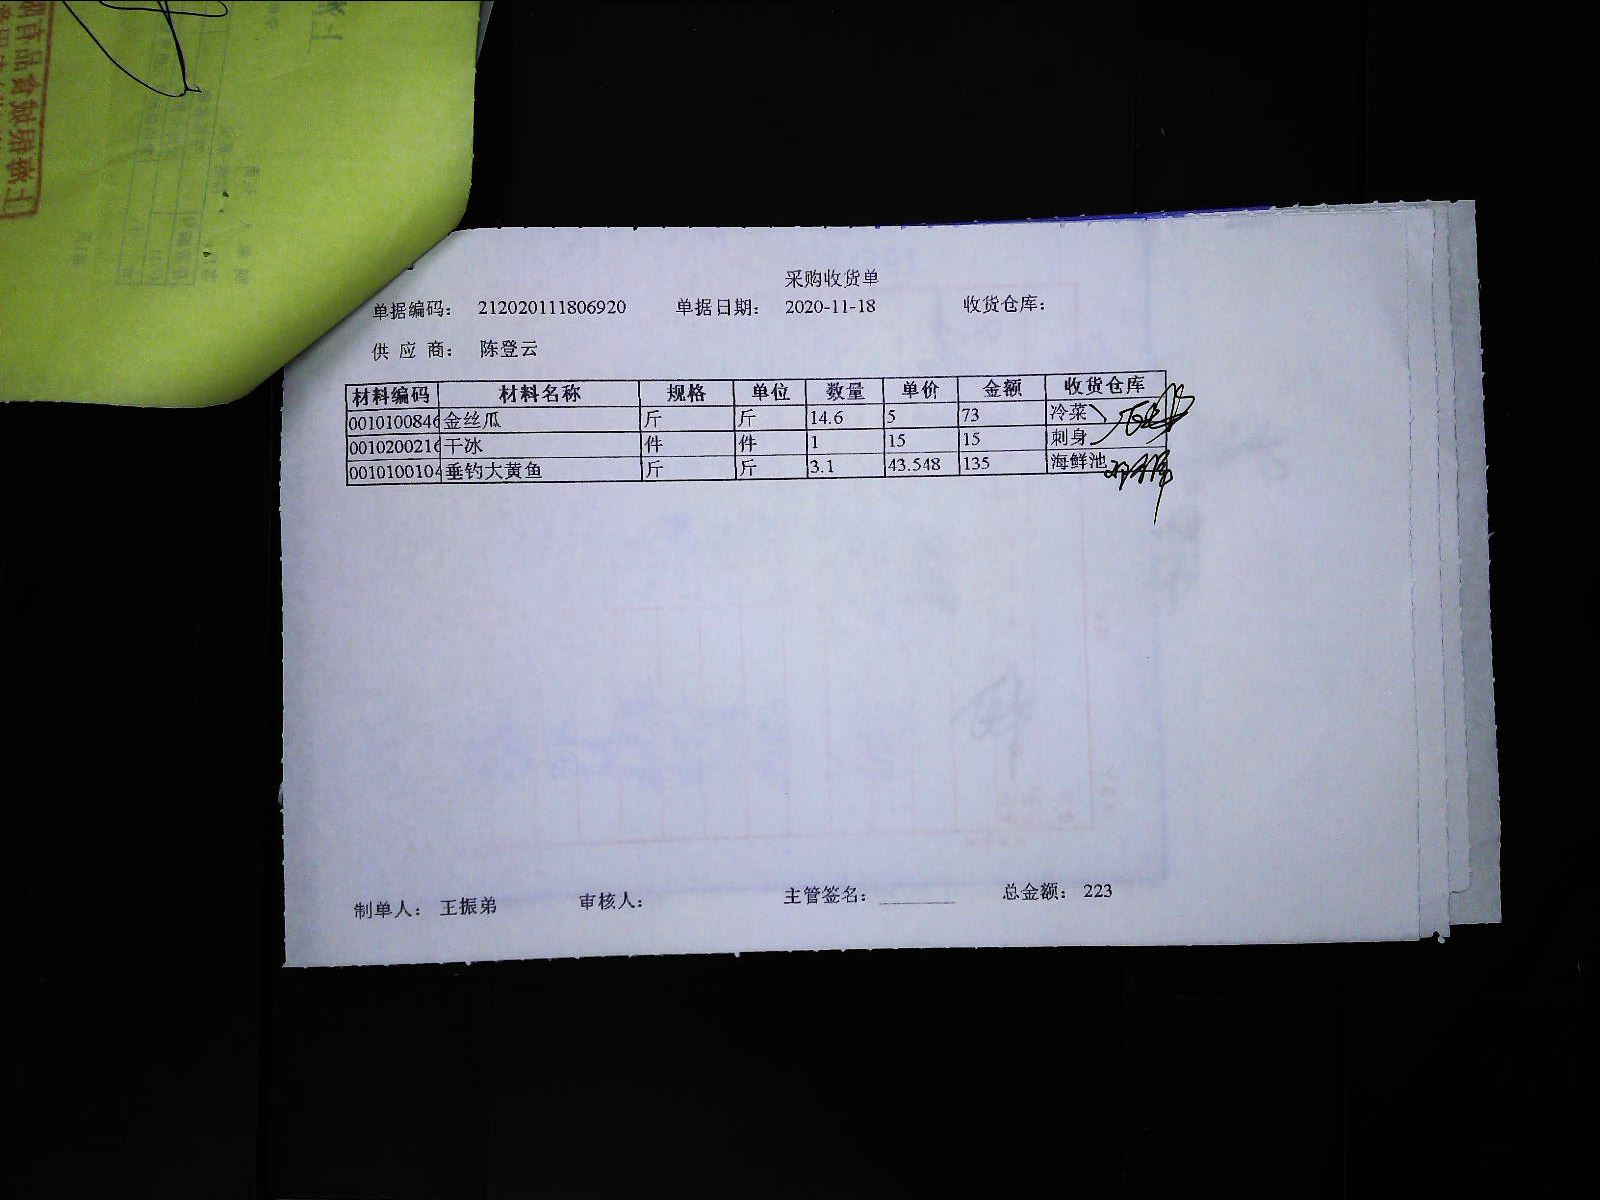 采购收货单
单据编码： 212020111806920 单据日期： 2020-11-18 收货仓库：
供 应 商： 陈登云
材料编码 材料名称 规格 单位 数量 单价 金额 收货仓库
0010100846 金丝瓜 斤 斤 14.6 5 73 冷菜
0010200216 干冰 件 件 1 15 15 刺身
0010100104 垂钓大黄鱼 斤 斤 3.1 43.548 135 海鲜池
制单人： 王振弟 审核人： 主管签名： 总金额： 223